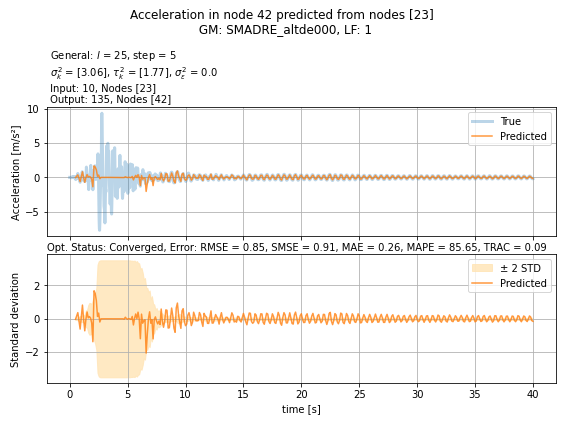 Acceleration in node 42 predicted from nodes [23]
GM: SMADRE_altde000, LF: 1
General: l = 25, step = 5
σ²ₖ = [3.06], τ²ₖ = [1.77], σ²ε = 0.0
Input: 10, Nodes [23]
Output: 135, Nodes [42]
Acceleration [m/s²]
10
5
0
−5
True
Predicted
Opt. Status: Converged, Error: RMSE = 0.85, SMSE = 0.91, MAE = 0.26, MAPE = 85.65, TRAC = 0.09
Standard deviation
2
0
−2
± 2 STD
Predicted
0 5 10 15 20 25 30 35 40
time [s]